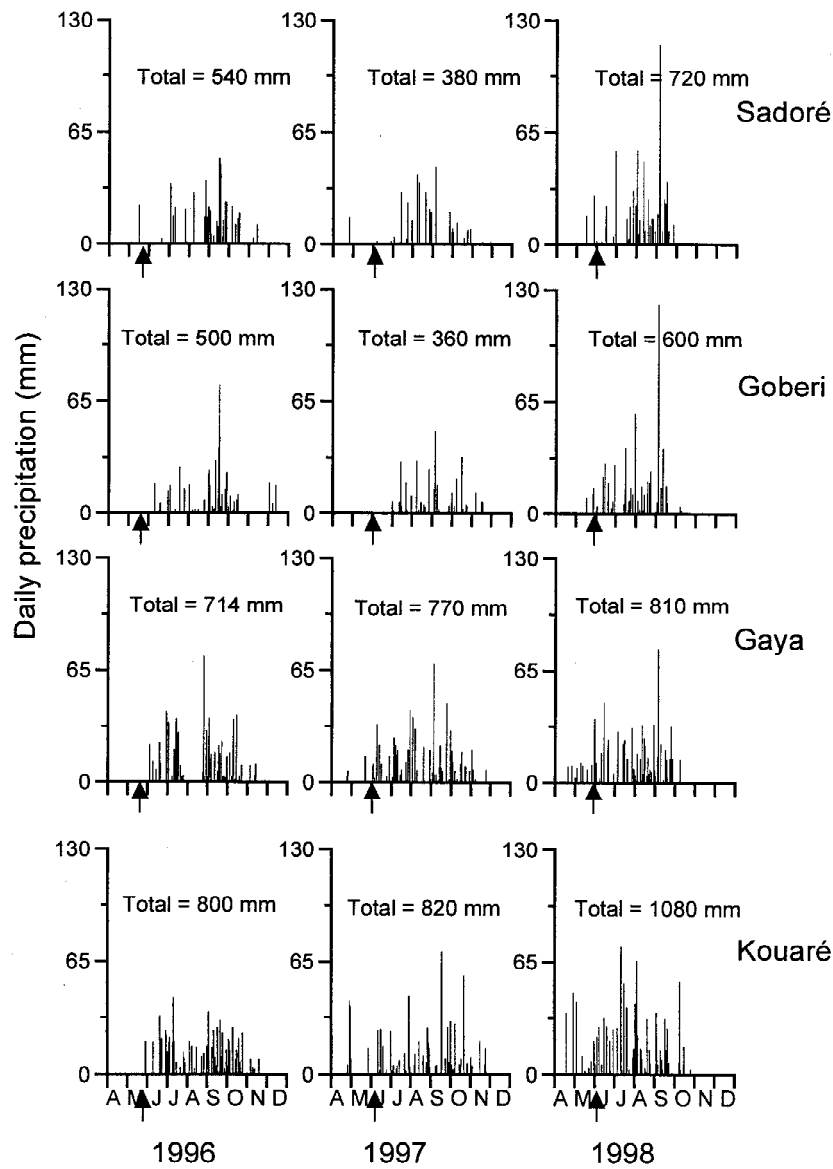 130 130 130
Total = 540 mm Total = 380 mm Total = 720 mm
Sadoré
65 65 65
0 0 0
130 130 130
Total = 500 mm Total = 360 mm Total = 600 mm
Goberi
65 65 65
0 0 0
Daily precipitation (mm)
130 130 130
Total = 714 mm Total = 770 mm Total = 810 mm
Gaya
65 65 65
0 0 0
130 130 130
Total = 800 mm Total = 820 mm Total = 1080 mm
Kouaré
65 65 65
0 0 0
A M J J A S O N D A M J J A S O N D A M J J A S O N D
1996 1997 1998